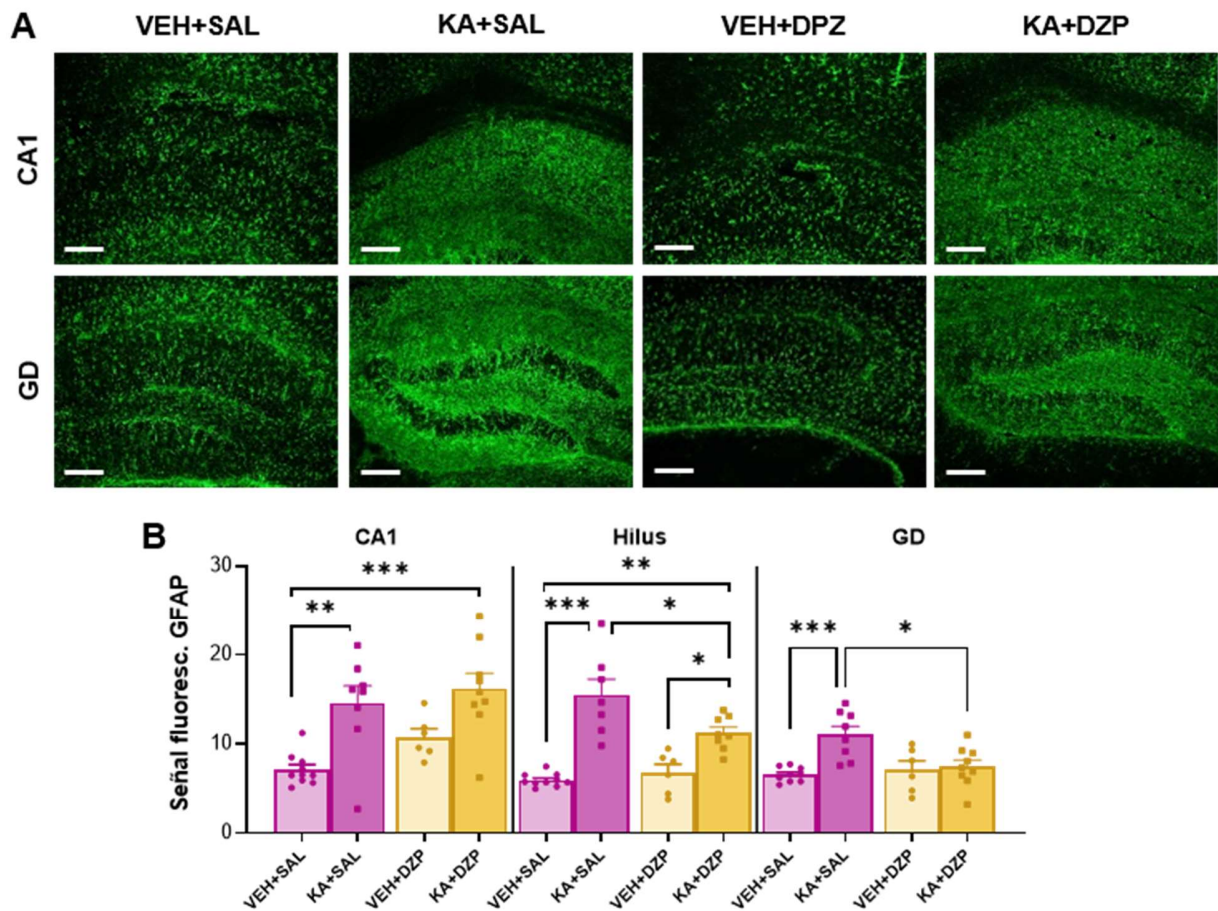 A
VEH+SAL KA+SAL VEH+DPZ KA+DZP
CA1
GD
B
CA1 Hilus GD
Señal fluoresc. GFAP
30
20
10
0
*** ** 
** *** * *
*** *
VEH+SAL KA+SAL VEH+DZP KA+DZP VEH+SAL KA+SAL VEH+DZP KA+DZP VEH+SAL KA+SAL VEH+DZP KA+DZP